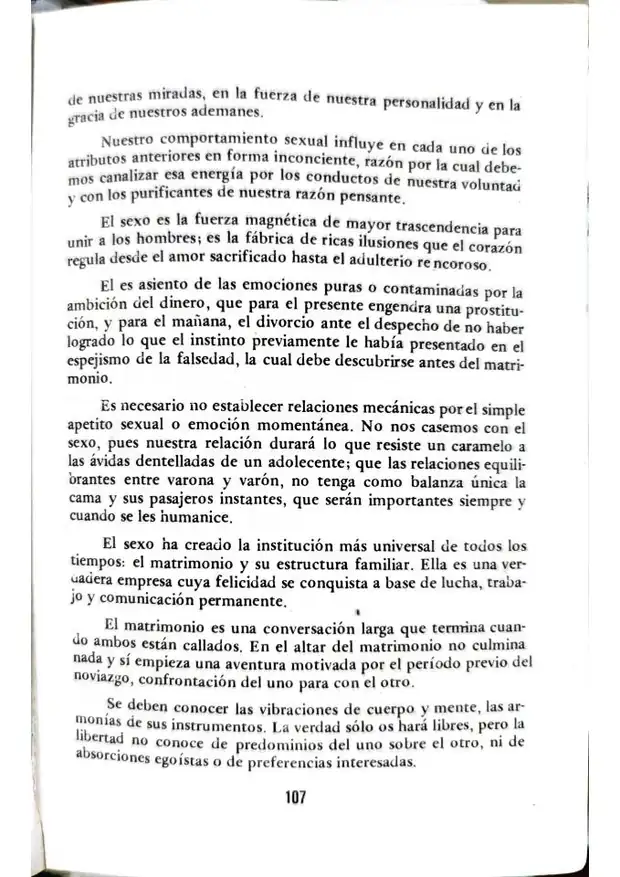 de nuestras miradas, en la fuerza de nuestra personalidad y en la
gracia de nuestros ademanes.
Nuestro comportamiento sexual influye en cada uno de los
atributos anteriores en forma inconciente, razón por la cual debe-
mos canalizar esa energía por los conductos de nuestra voluntad
y con los purificantes de nuestra razón pensante.
El sexo es la fuerza magnética de mayor trascendencia para
unir a los hombres; es la fábrica de ricas ilusiones que el corazón
regula desde el amor sacrificado hasta el adulterio rencoroso.
El es asiento de las emociones puras o contaminadas por la
ambición del dinero, que para el presente engendra una prostitu-
ción, y para el mañana, el divorcio ante el despecho de no haber
logrado lo que el instinto previamente le había presentado en el
espejismo de la falsedad, la cual debe descubrirse antes del matri-
monio.
Es necesario no establecer relaciones mecánicas por el simple
apetito sexual o emoción momentánea. No nos casemos con el
sexo, pues nuestra relación durará lo que resiste un caramelo a
las ávidas dentelladas de un adolecente; que las relaciones equili-
brantes entre varona y varón, no tenga como balanza única la
cama y sus pasajeros instantes, que serán importantes siempre y
cuando se les humanice.
El sexo ha creado la institución más universal de todos los
tiempos: el matrimonio y su estructura familiar. Ella es una ver-
dadera empresa cuya felicidad se conquista a base de lucha, traba-
jo y comunicación permanente.
El matrimonio es una conversación larga que termina cuan-
do ambos están callados. En el altar del matrimonio no culmina
nada y sí empieza una aventura motivada por el período previo del
noviazgo, confrontación del uno para con el otro.
Se deben conocer las vibraciones de cuerpo y mente, las ar-
monías de sus instrumentos. La verdad sólo os hará libres, pero la
libertad no conoce de predominios del uno sobre el otro, ni de
absorciones egoístas o de preferencias interesadas.
107